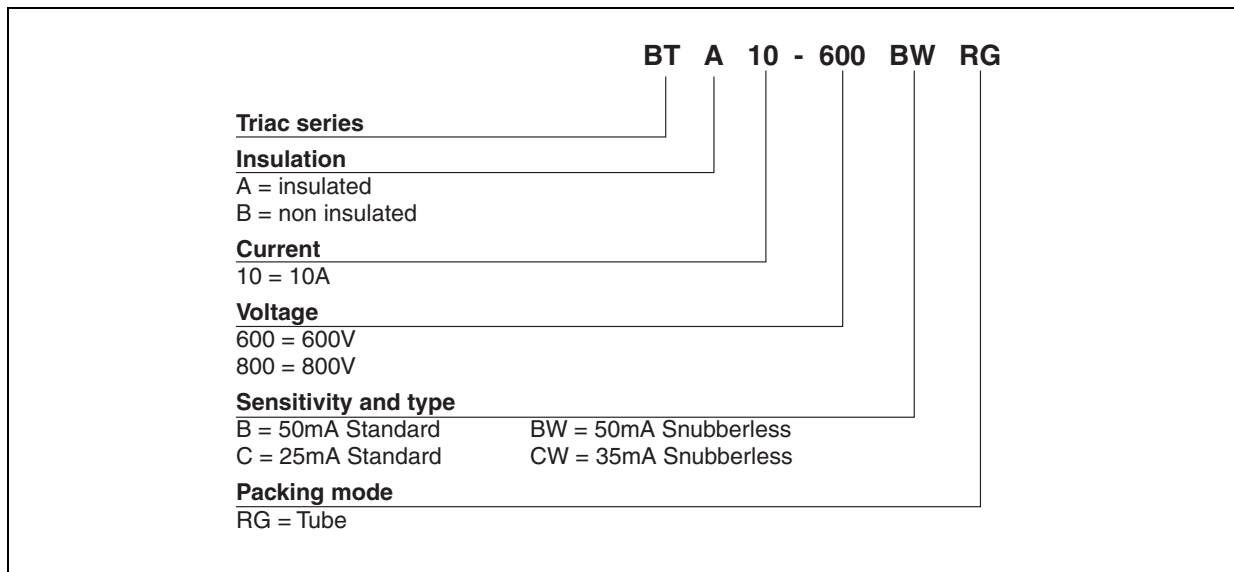 BT A 10 - 600 BW RG
Triac series
Insulation
A = insulated
B = non insulated
Current
10 = 10A
Voltage
600 = 600V
800 = 800V
Sensitivity and type
B = 50mA Standard BW = 50mA Snubberless
C = 25mA Standard CW = 35mA Snubberless
Packing mode
RG = Tube